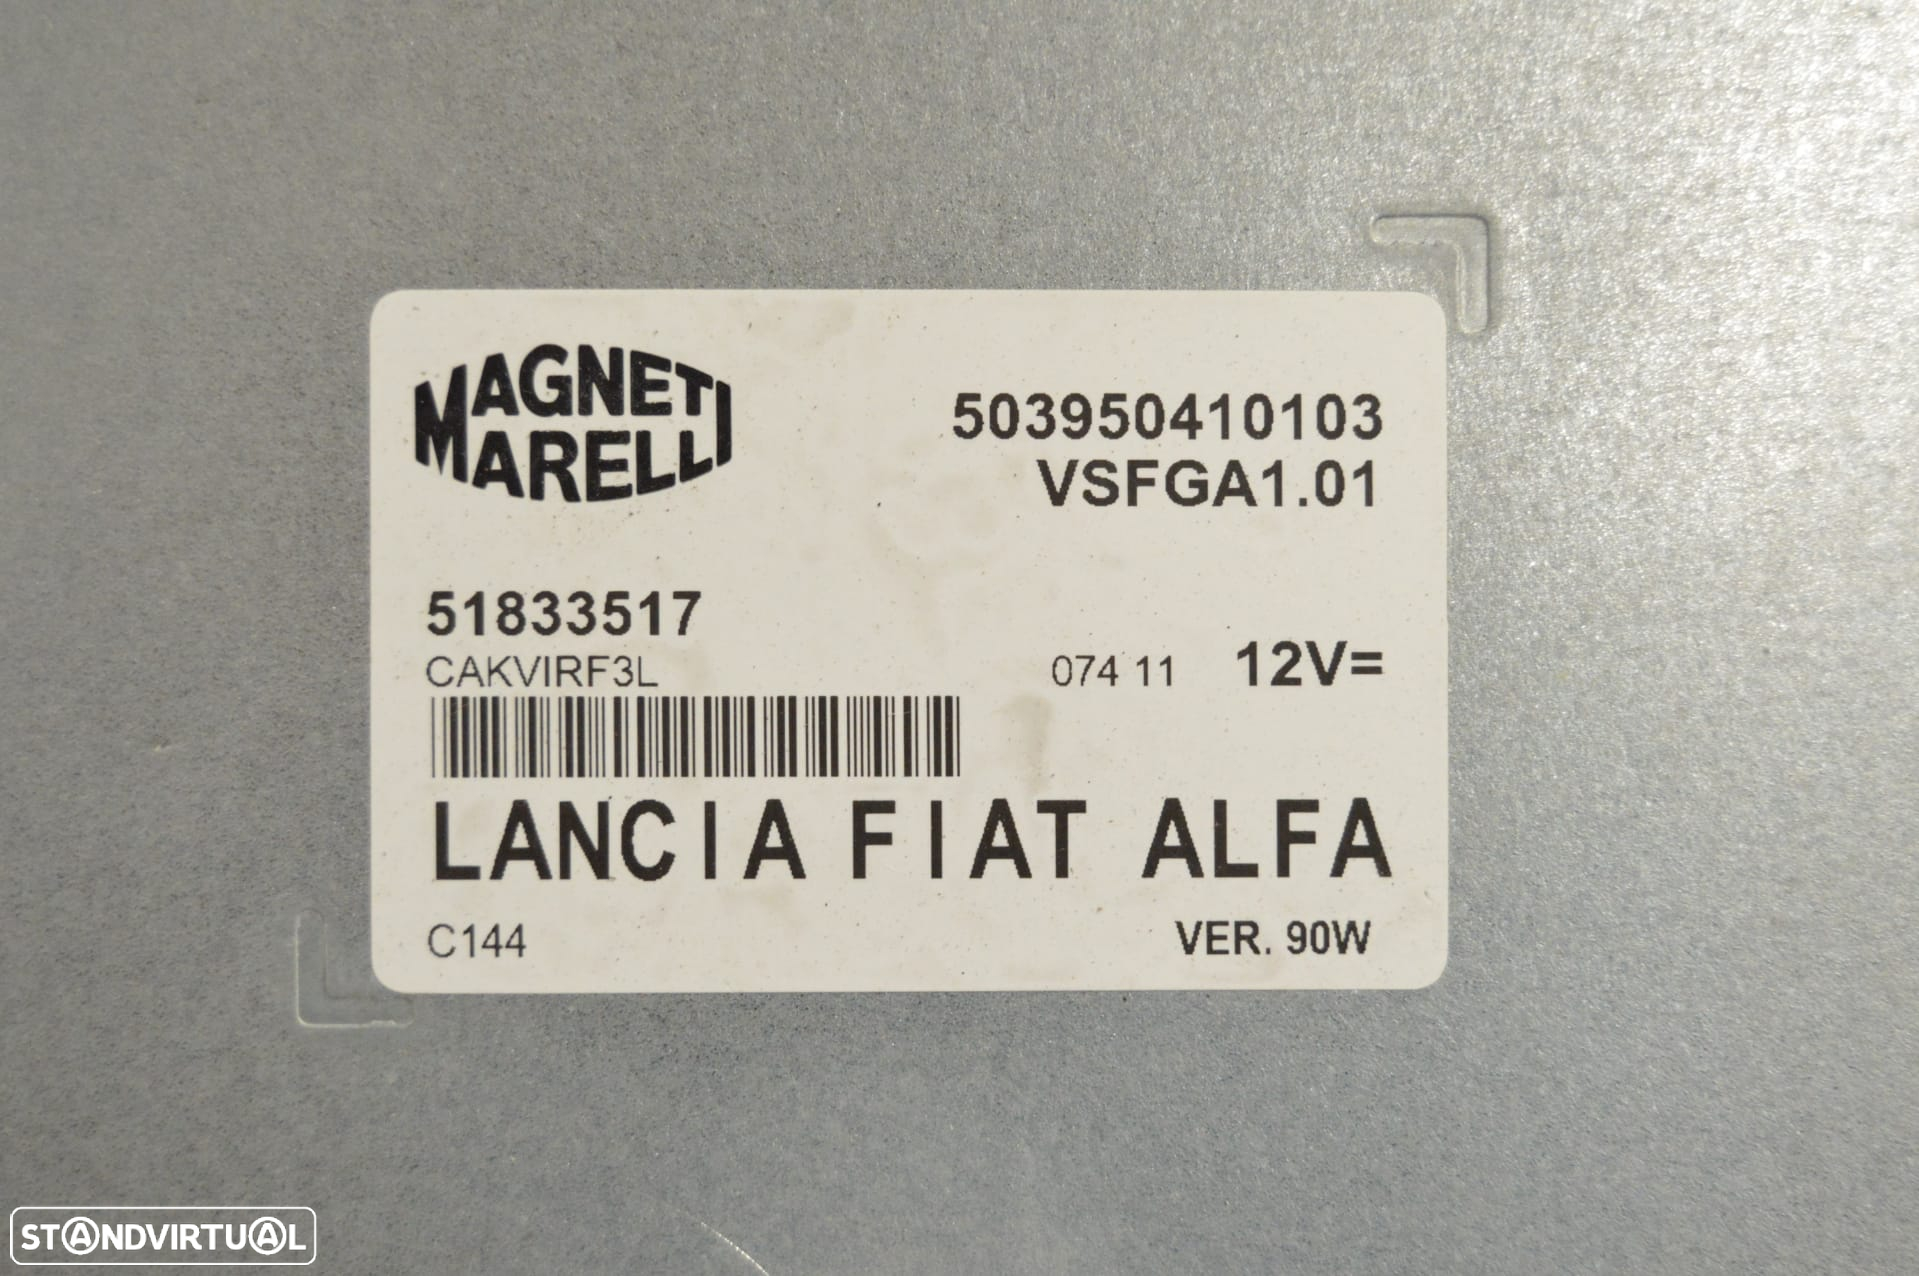 MAGNETI
MARELLI
503950410103
VSFGA1.01
51833517
CAKVIRF3L
074 11 12V=
LANCIA FIAT ALFA
C144
VER. 90W
STANDVIRTUAL